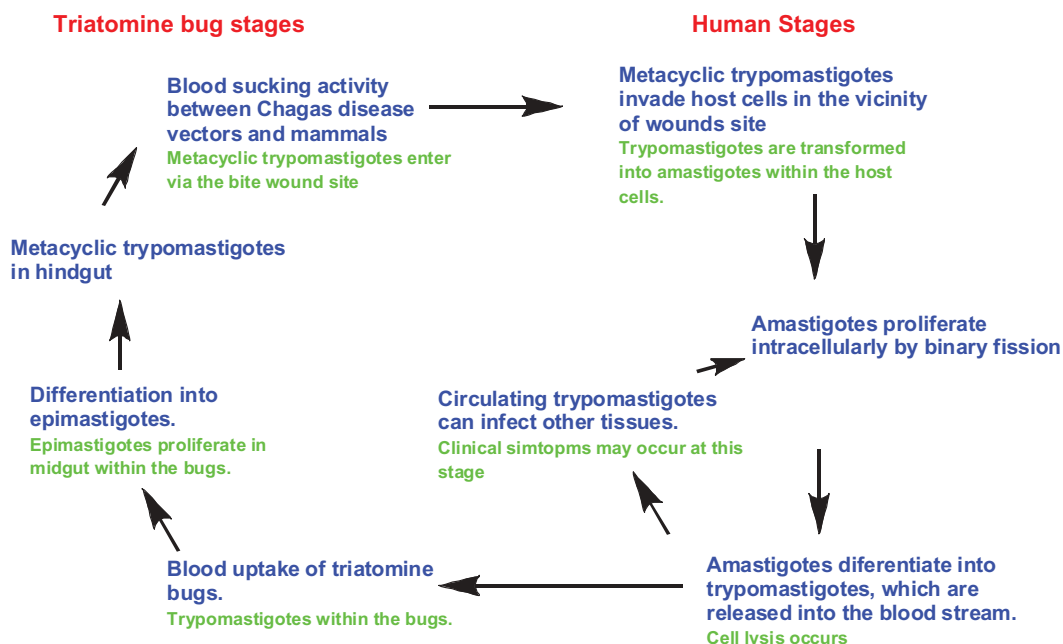 Triatomine bug stages
Human Stages
Blood sucking activity
between Chagas disease
vectors and mammals
Metacyclic trypomastigotes enter
via the bite wound site
Metacyclic trypomastigotes
invade host cells in the vicinity
of wounds site
Trypomastigotes are transformed
into amastigotes within the host
cells.
Metacyclic trypomastigotes
in hindgut
Amastigotes proliferate
intracellularly by binary fission
Differentiation into
epimastigotes.
Epimastigotes proliferate in
midgut within the bugs.
Circulating trypomastigotes
can infect other tissues.
Clinical simtopms may occur at this
stage
Blood uptake of triatomine
bugs.
Trypomastigotes within the bugs.
Amastigotes diferentiate into
trypomastigotes, which are
released into the blood stream.
Cell lysis occurs